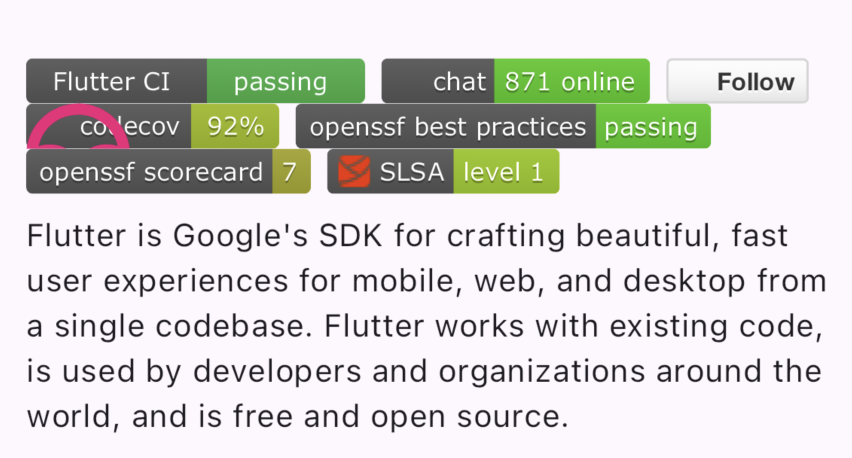 Flutter CI passing chat 871 online Follow
codecov 92% openssf best practices passing
openssf scorecard 7 SLSA level 1
Flutter is Google's SDK for crafting beautiful, fast
user experiences for mobile, web, and desktop from
a single codebase. Flutter works with existing code,
is used by developers and organizations around the
world, and is free and open source.